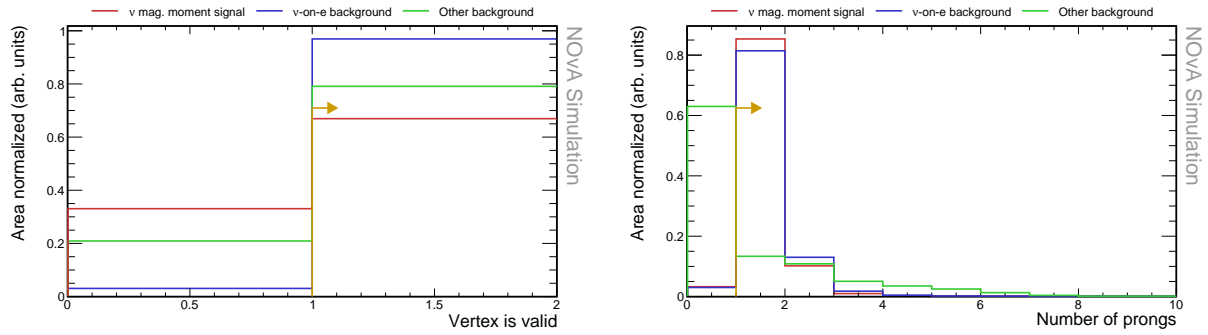 ν mag. moment signal ν-on-e background Other background
Area normalized (arb. units)
1
0.8
0.6
0.4
0.2
0
0 0.5 1 1.5 2
Vertex is valid
NOvA Simulation
ν mag. moment signal ν-on-e background Other background
Area normalized (arb. units)
0.8
0.6
0.4
0.2
0
0 2 4 6 8 10
Number of prongs
NOvA Simulation